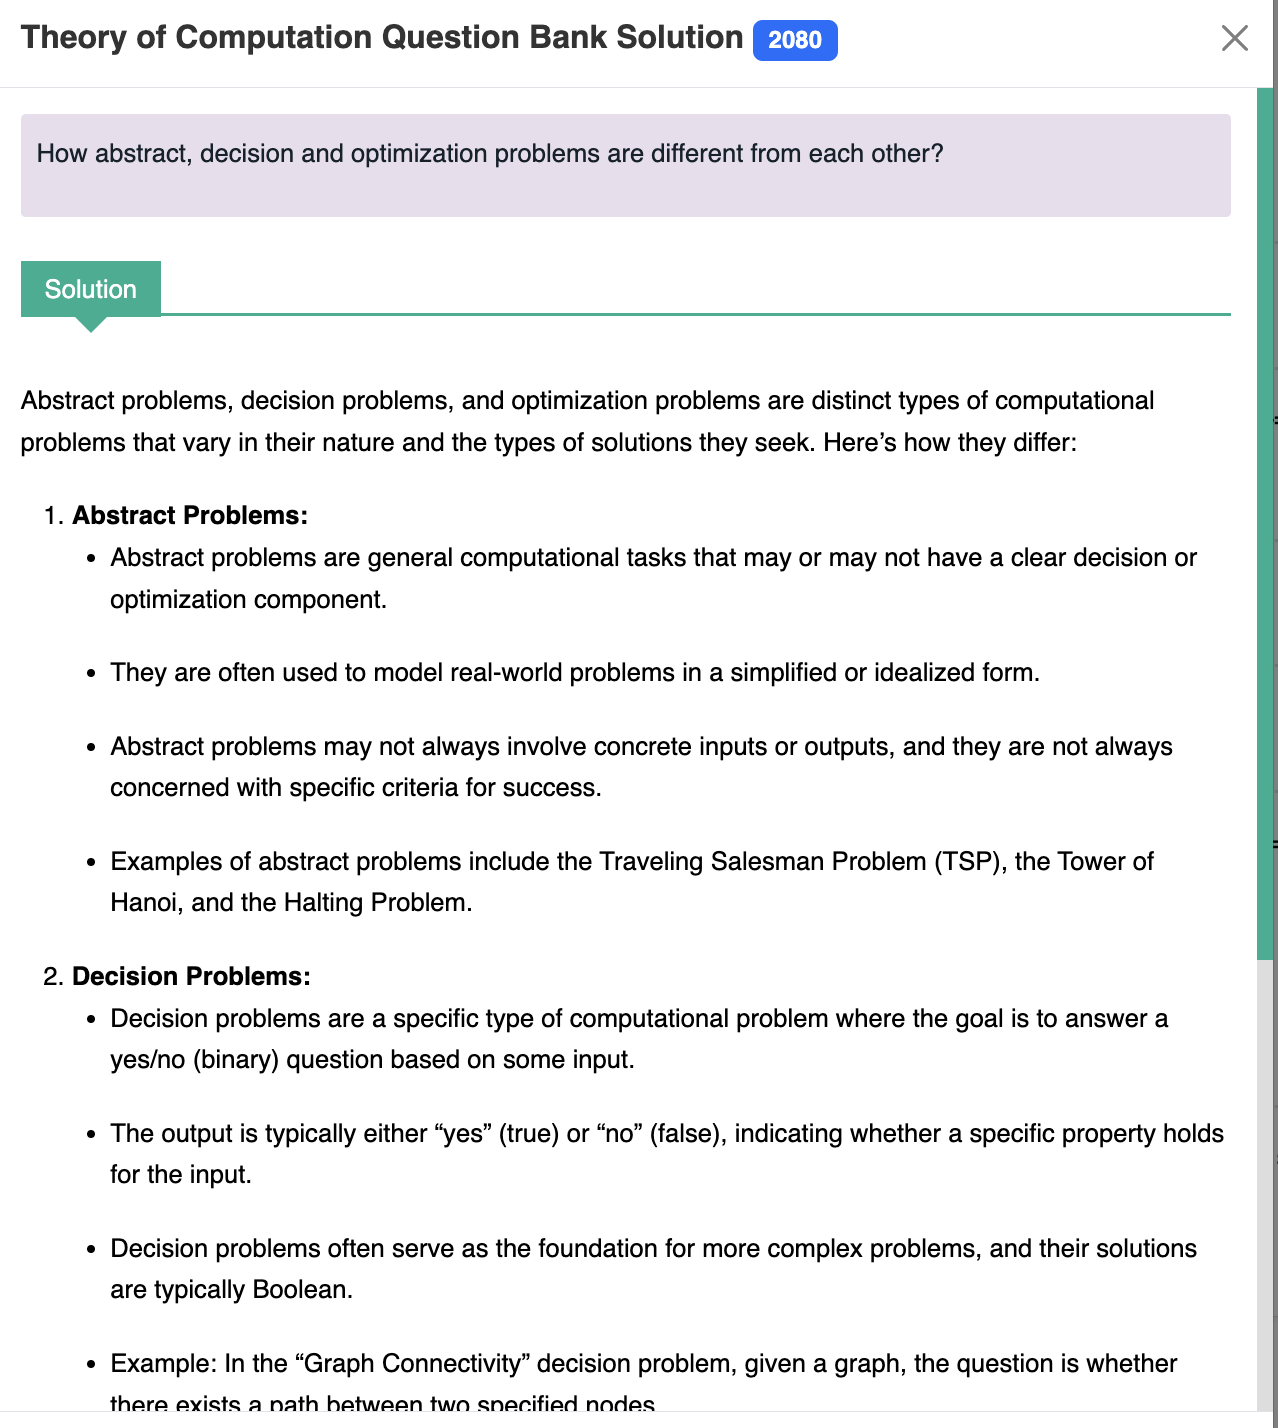 Theory of Computation Question Bank Solution 2080
How abstract, decision and optimization problems are different from each other?
Solution
Abstract problems, decision problems, and optimization problems are distinct types of computational
problems that vary in their nature and the types of solutions they seek. Here’s how they differ:
1. Abstract Problems:
• Abstract problems are general computational tasks that may or may not have a clear decision or
optimization component.
• They are often used to model real-world problems in a simplified or idealized form.
• Abstract problems may not always involve concrete inputs or outputs, and they are not always
concerned with specific criteria for success.
• Examples of abstract problems include the Traveling Salesman Problem (TSP), the Tower of
Hanoi, and the Halting Problem.
2. Decision Problems:
• Decision problems are a specific type of computational problem where the goal is to answer a
yes/no (binary) question based on some input.
• The output is typically either “yes” (true) or “no” (false), indicating whether a specific property holds
for the input.
• Decision problems often serve as the foundation for more complex problems, and their solutions
are typically Boolean.
• Example: In the “Graph Connectivity” decision problem, given a graph, the question is whether
there exists a path between two specified nodes